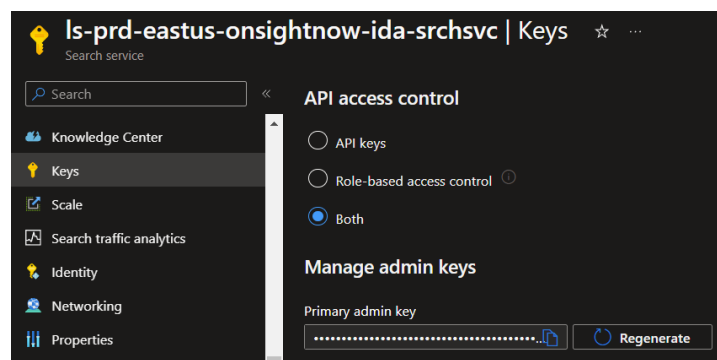 ls-prd-eastus-onsightnow-ida-srchsvc | Keys
Search service
Search
Knowledge Center
Keys
Scale
Search traffic analytics
Identity
Networking
Properties
API access control
API keys
Role-based access control
Both
Manage admin keys
Primary admin key
Regenerate